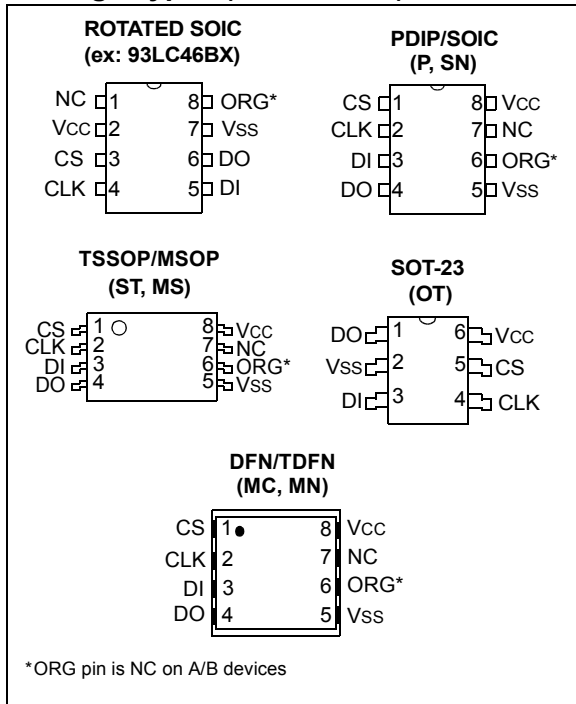 ROTATED SOIC
(ex: 93LC46BX)
NC 1 8 ORG*
VCC 2 7 VSS
CS 3 6 DO
CLK 4 5 DI
PDIP/SOIC
(P, SN)
CS 1 8 VCC
CLK 2 7 NC
DI 3 6 ORG*
DO 4 5 VSS
TSSOP/MSOP
(ST, MS)
CS 1 8 VCC
CLK 2 7 NC
DI 3 6 ORG*
DO 4 5 VSS
SOT-23
(OT)
DO 1 6 VCC
VSS 2 5 CS
DI 3 4 CLK
DFN/TDFN
(MC, MN)
CS 1 8 VCC
CLK 2 7 NC
DI 3 6 ORG*
DO 4 5 VSS
*ORG pin is NC on A/B devices